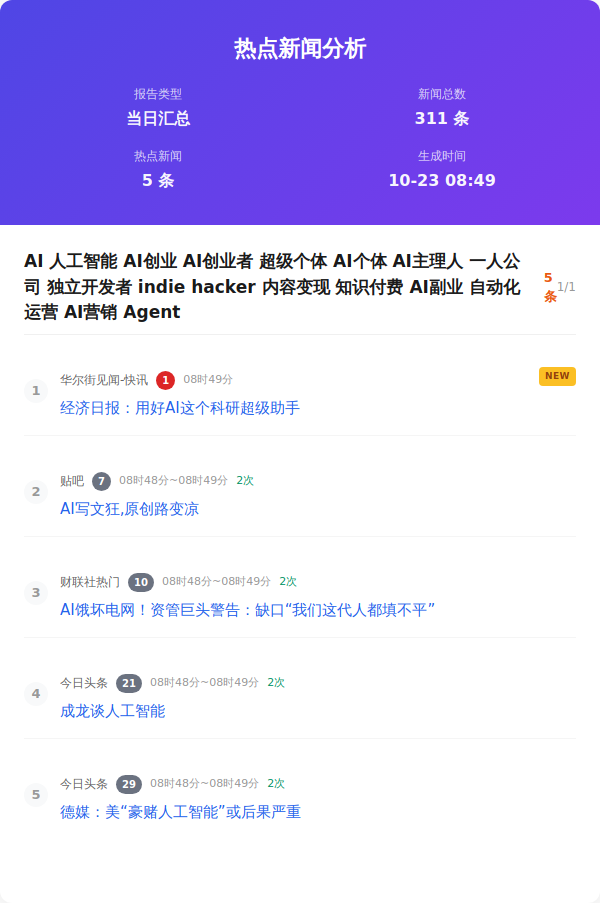 热点新闻分析
报告类型
当日汇总
新闻总数
311 条
热点新闻
5 条
生成时间
10-23 08:49
AI 人工智能 AI创业 AI创业者 超级个体 AI个体 AI主理人 一人公
司 独立开发者 indie hacker 内容变现 知识付费 AI副业 自动化
运营 AI营销 Agent
5
条
1/1
1
华尔街见闻-快讯 1 08时49分
NEW
经济日报：用好AI这个科研超级助手
2
贴吧 7 08时48分~08时49分 2次
AI写文狂,原创路变凉
3
财联社热门 10 08时48分~08时49分 2次
AI饿坏电网！资管巨头警告：缺口“我们这代人都填不平”
4
今日头条 21 08时48分~08时49分 2次
成龙谈人工智能
5
今日头条 29 08时48分~08时49分 2次
德媒：美“豪赌人工智能”或后果严重